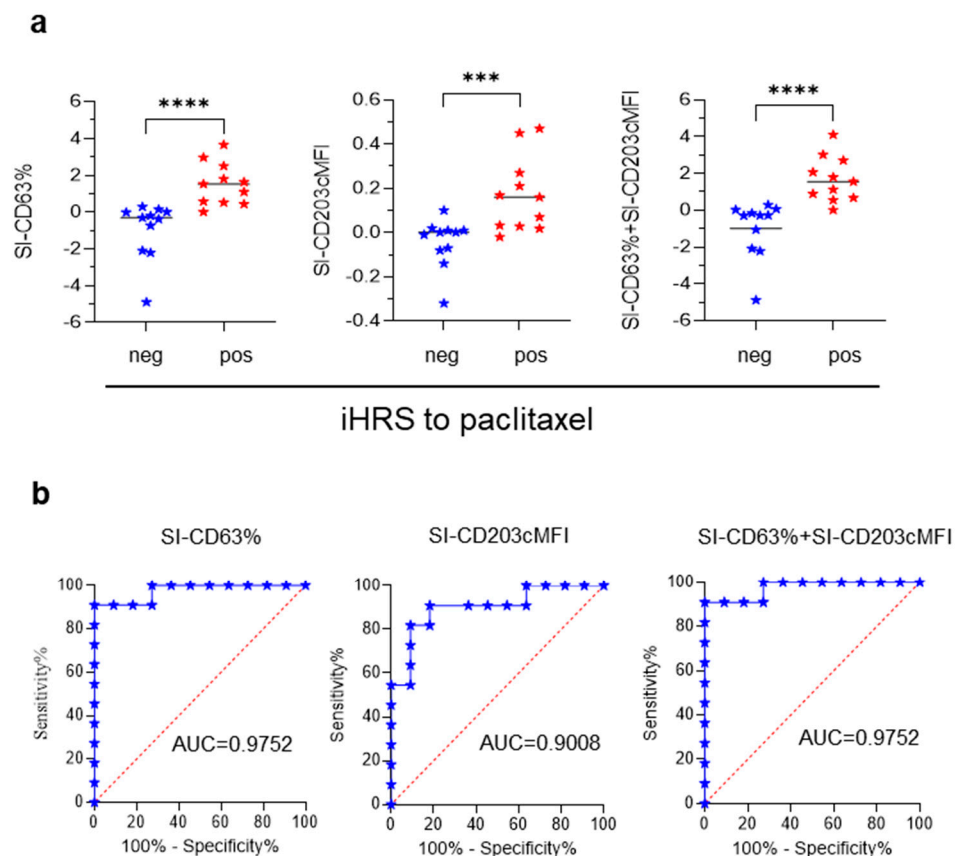 a
**** *** ****
SI-CD63%
6
4
2
0
-2
-4
-6
neg pos
SI-CD203cMFI
0.6
0.4
0.2
0.0
-0.2
-0.4
neg pos
SI-CD63%+SI-CD203cMFI
6
4
2
0
-2
-4
-6
neg pos
iHRS to paclitaxel
b
SI-CD63%
Sensitivity%
100
80
60
40
20
0
AUC=0.9752
0 20 40 60 80 100
100% - Specificity%
SI-CD203cMFI
Sensitivity%
100
80
60
40
20
0
AUC=0.9008
0 20 40 60 80 100
100% - Specificity%
SI-CD63%+SI-CD203cMFI
Sensitivity%
100
80
60
40
20
0
AUC=0.9752
0 20 40 60 80 100
100% - Specificity%